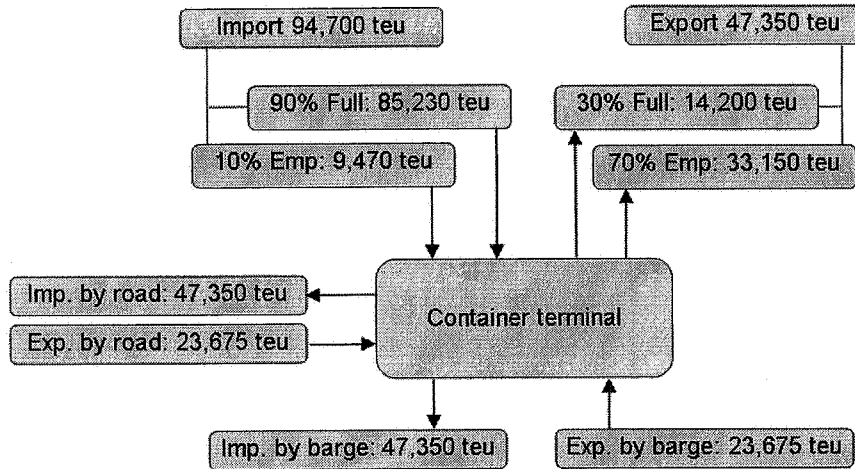 Import 94,700 teu
Export 47,350 teu
90% Full: 85,230 teu
30% Full: 14,200 teu
10% Emp: 9,470 teu
70% Emp: 33,150 teu
Imp. by road: 47,350 teu
Container terminal
Exp. by road: 23,675 teu
Imp. by barge: 47,350 teu
Exp. by barge: 23,675 teu